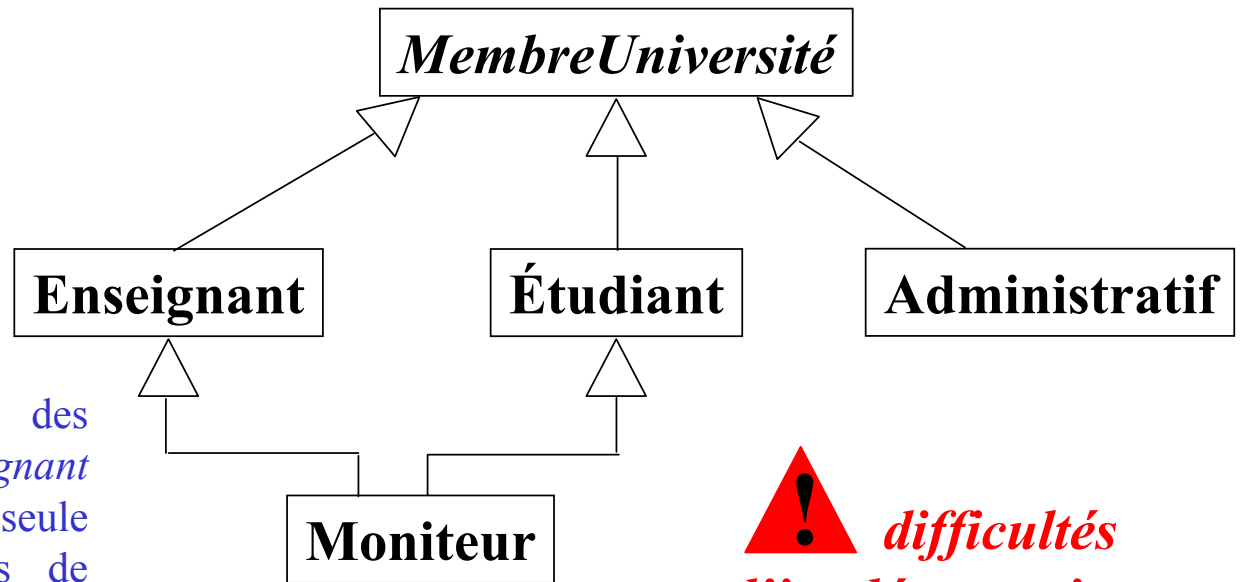 MembreUniversité
Enseignant Étudiant Administratif
des
gnant
seule
s de
Moniteur
!
difficultés